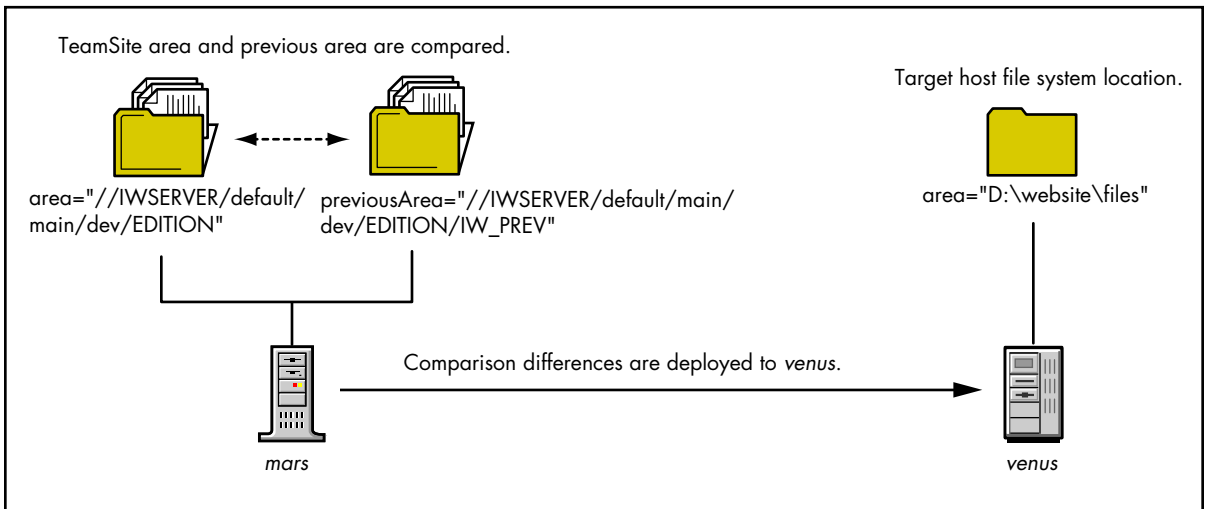 TeamSite area and previous area are compared.
Target host file system location.
area="//IWSERVER/default/
main/dev/EDITION"
previousArea="//IWSERVER/default/main/
dev/EDITION/IW_PREV"
area="D:\website\files"
Comparison differences are deployed to venus.
mars
venus